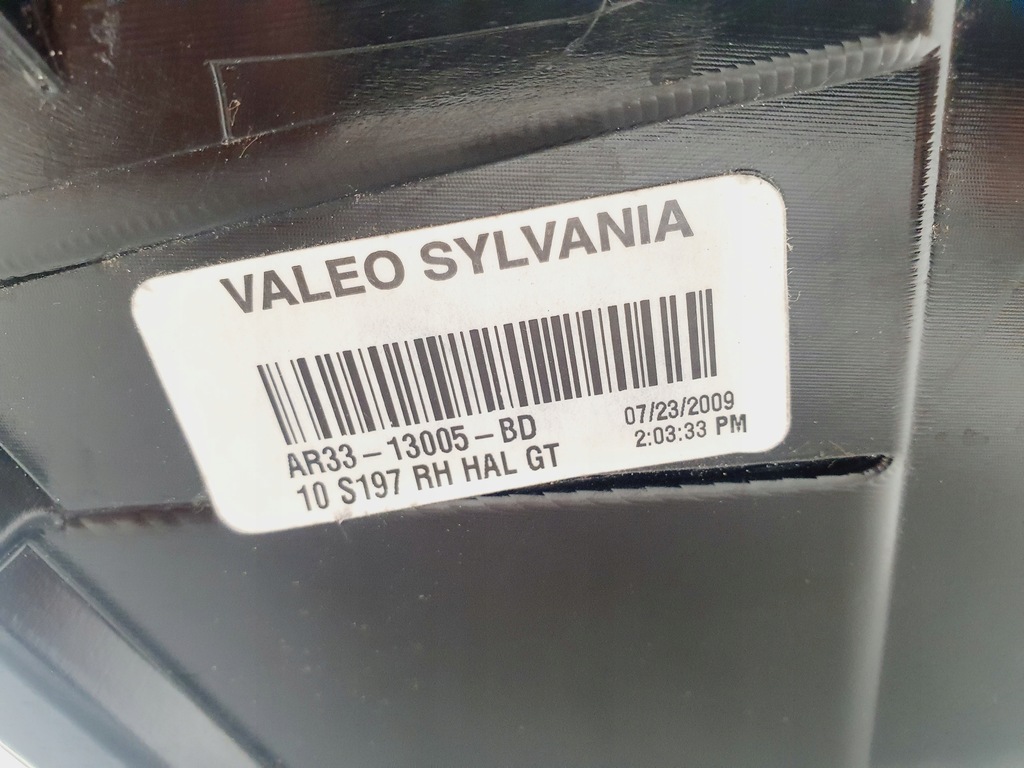 VALEO SYLVANIA
AR33-13005-BD
10 S197 RH HAL GT
07/23/2009
2:03:33 PM